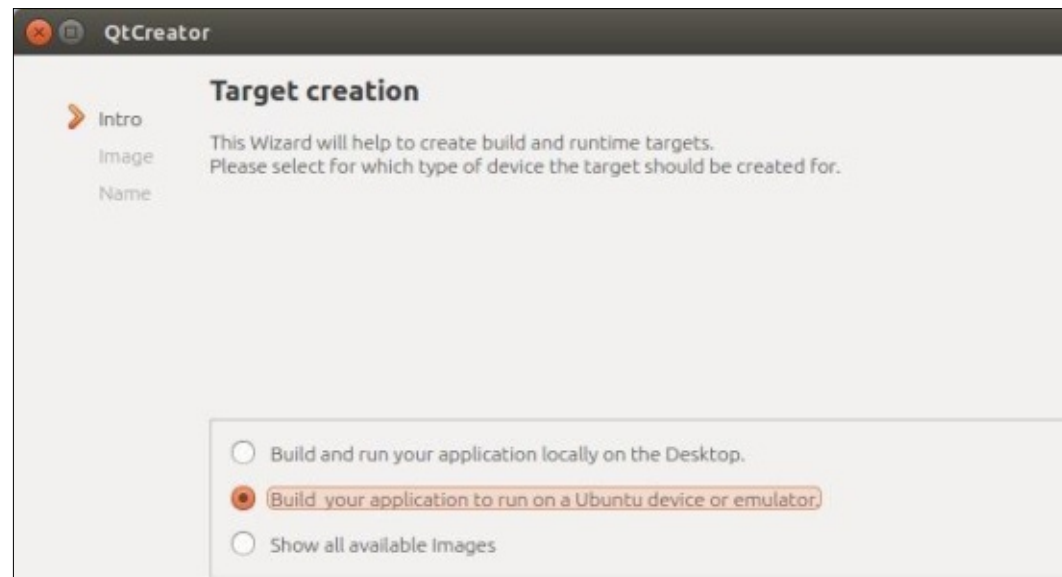 QtCreator
Intro
Image
Name
Target creation
This Wizard will help to create build and runtime targets.
Please select for which type of device the target should be created for.
Build and run your application locally on the Desktop.
Build  your application to run on a Ubuntu device or emulator.
Show all available Images